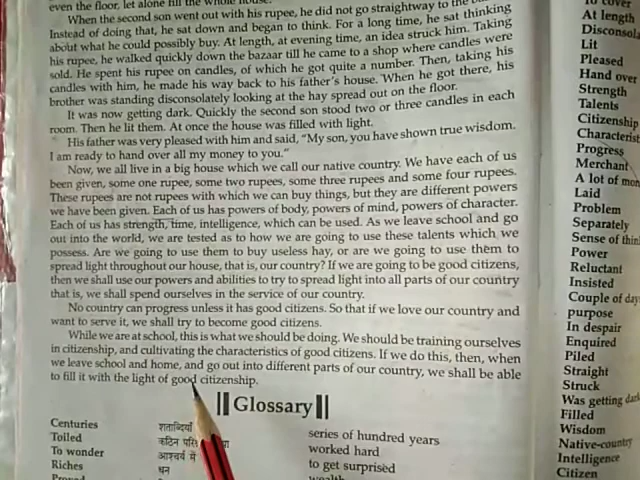 even the floor, let alone fill the whole house.
When the second son went out with his rupee, he did not go straightway to the
Instead of doing that, he sat down and began to think. For a long time, he sat thinking
about what he could possibly buy. At length, at evening time, an idea struck him. Taking
his rupee, he walked quickly down the bazaar till he came to a shop where candles were
sold. He spent his rupee on candles, of which he got quite a number. Then, taking his
candles with him, he made his way back to his father's house. When he got there, his
brother was standing disconsolately looking at the hay spread out on the floor.
It was now getting dark. Quickly the second son stood two or three candles in each
room. Then he lit them. At once the house was filled with light.
His father was very pleased with him and said, "My son, you have shown true wisdom.
I am ready to hand over all my money to you."
Now, we all live in a big house which we call our native country. We have each of us
been given, some one rupee, some two rupees, some three rupees and some four rupees.
These rupees are not rupees with which we can buy things, but they are different powers
we have been given. Each of us has powers of body, powers of mind, powers of character.
Each of us has strength, time, intelligence, which can be used. As we leave school and go
out into the world, we are tested as to how we are going to use these talents which we
possess. Are we going to use them to buy useless hay, or are we going to use them to
spread light throughout our house, that is, our country? If we are going to be good citizens,
then we shall use our powers and abilities to try to spread light into all parts of our country
that is, we shall spend ourselves in the service of our country.
No country can progress unless it has good citizens. So that if we love our country and
want to serve it, we shall try to become good citizens.
While we are at school, this is what we should be doing. We should be training ourselves
in citizenship, and cultivating the characteristics of good citizens. If we do this, then, when
we leave school and home, and go out into different parts of our country, we shall be able
to fill it with the light of good citizenship.
Glossary
Centuries शताब्दियाँ series of hundred years
Toiled कठिन worked hard
To wonder आश्चर्य में to get surprised
Riches धन wealth
Proved
To cover
At length
Lit
Pleased
Hand over
Strength
Talents
Citizenship
Progress
Merchant
A lot of
Laid
Problem
Separately
Sense of
Power
Reluctant
Insisted
Couple of
purpose
In despair
Enquired
Piled
Straight
Struck
Was getting dark
Filled
Wisdom
Native-country
Intelligence
Citizen